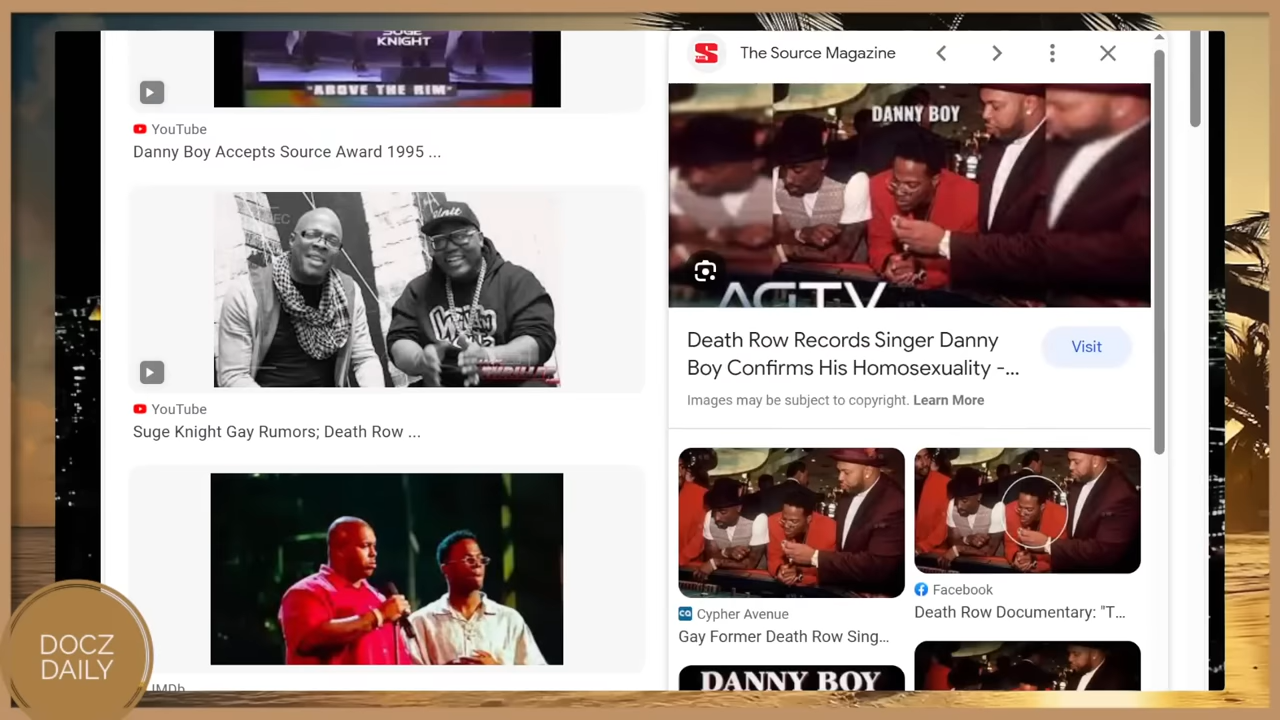 SUGE
KNIGHT
"ABOVE THE RIM"
YouTube
Danny Boy Accepts Source Award 1995 ...
YouTube
Suge Knight Gay Rumors; Death Row ...
IMDb
The Source Magazine
DANNY BOY
Death Row Records Singer Danny
Boy Confirms His Homosexuality -...
Visit
Images may be subject to copyright. Learn More
Cypher Avenue
Gay Former Death Row Sing...
Facebook
Death Row Documentary: "T...
DANNY BOY
DOCZ
DAILY